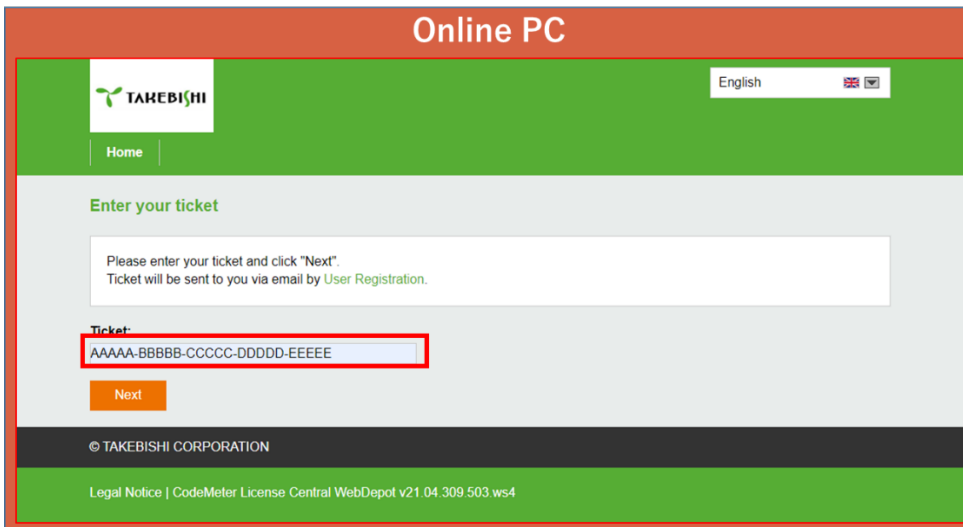 Online PC
TAKEBISHI
English
Home
Enter your ticket
Please enter your ticket and click "Next".
Ticket will be sent to you via email by User Registration.
Ticket:
AAAAA-BBBBB-CCCCC-DDDDD-EEEEE
Next
© TAKEBISHI CORPORATION
Legal Notice | CodeMeter License Central WebDepot v21.04.309.503.ws4